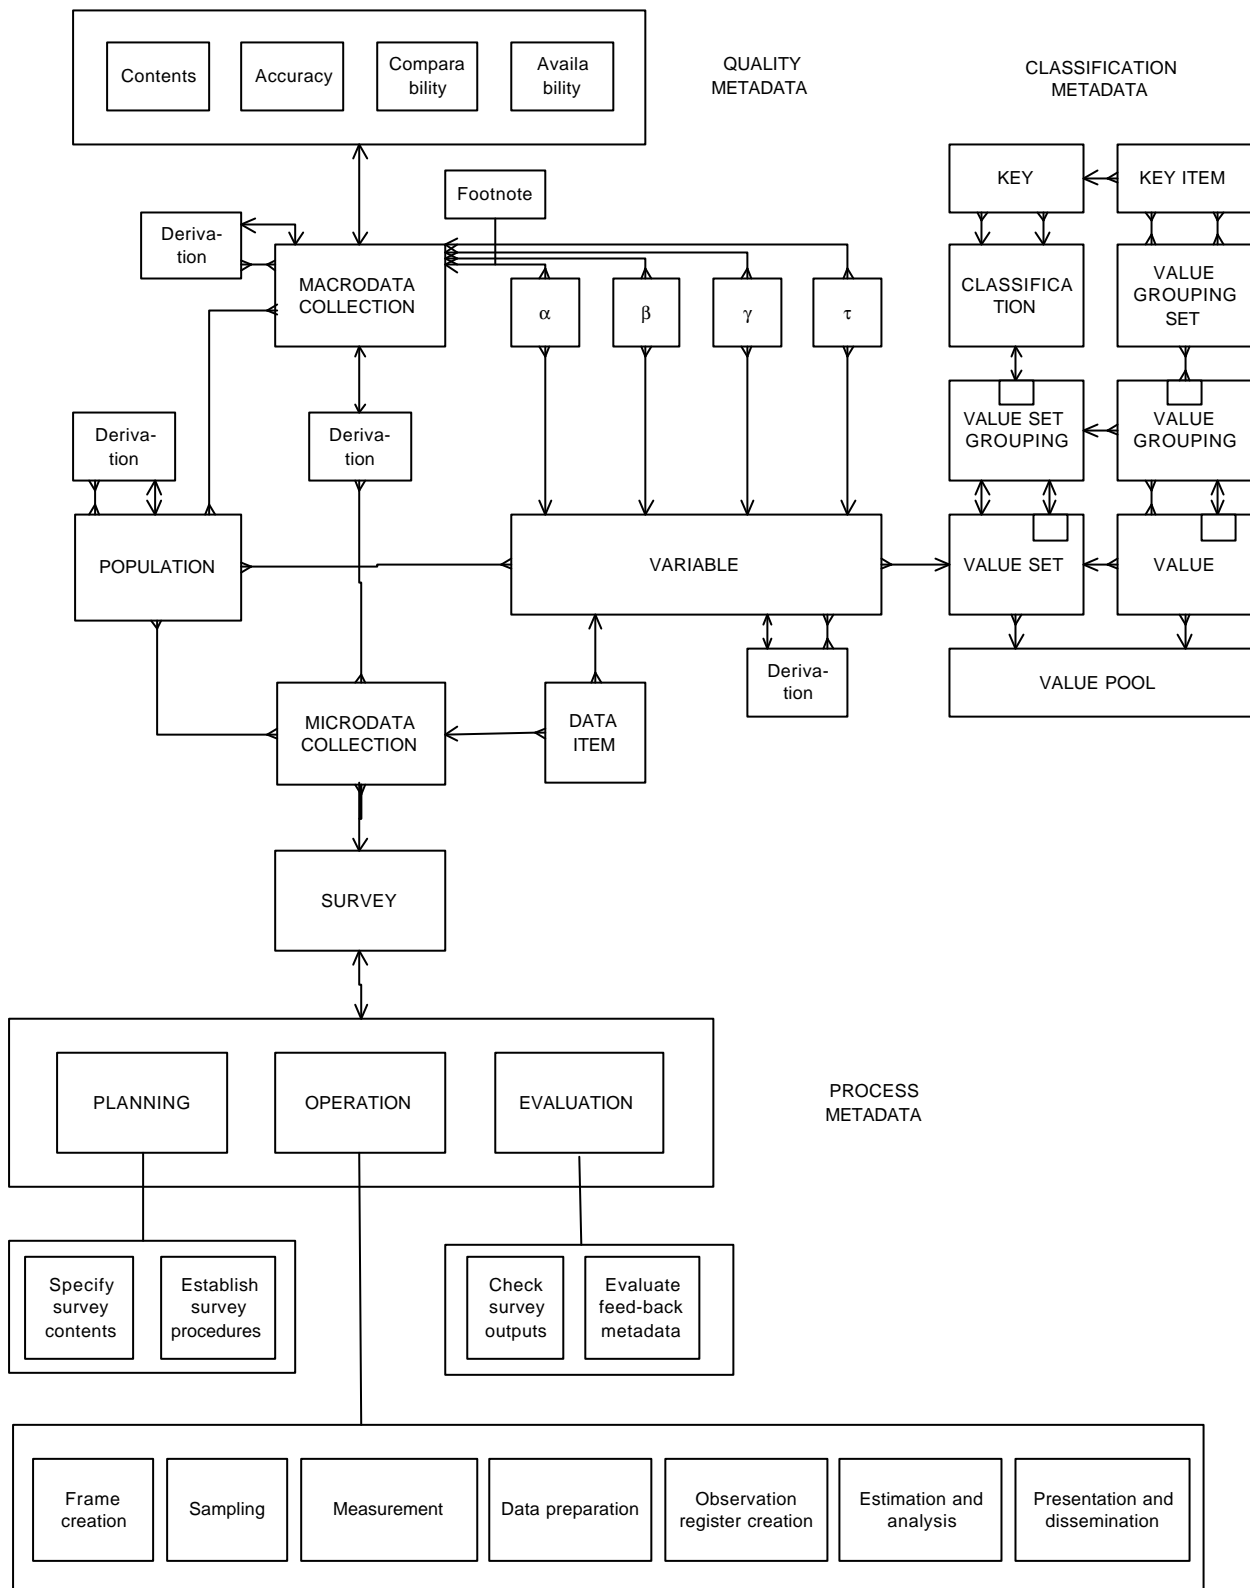 Contents
Accuracy
Compara
bility
Availa
bility
QUALITY
METADATA
CLASSIFICATION
METADATA
Footnote
KEY
KEY ITEM
Deriva-
tion
MACRODATA
COLLECTION
α
β
γ
τ
CLASSIFICA
TION
VALUE
GROUPING
SET
Deriva-
tion
Deriva-
tion
VALUE SET
GROUPING
VALUE
GROUPING
POPULATION
VARIABLE
VALUE SET
VALUE
Deriva-
tion
VALUE POOL
MICRODATA
COLLECTION
DATA
ITEM
SURVEY
PLANNING
OPERATION
EVALUATION
PROCESS
METADATA
Specify
survey
contents
Establish
survey
procedures
Check
survey
outputs
Evaluate
feed-back
metadata
Frame
creation
Sampling
Measurement
Data preparation
Observation
register creation
Estimation and
analysis
Presentation and
dissemination